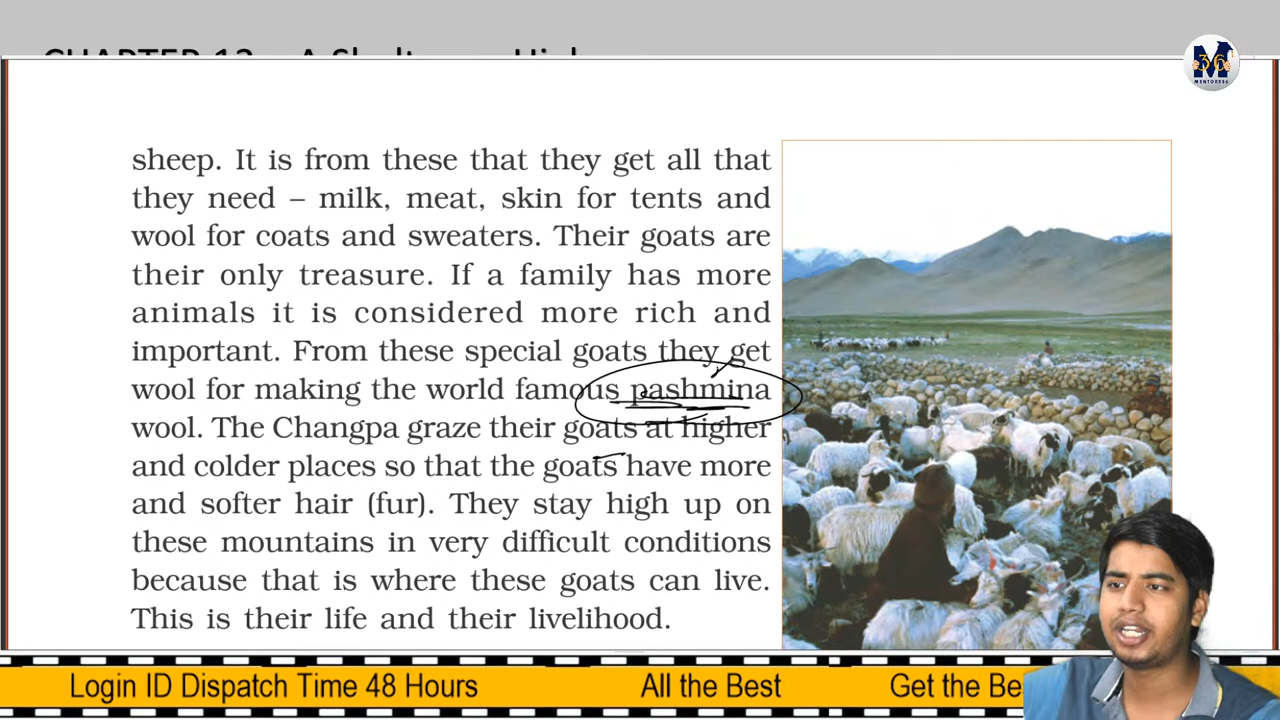 sheep. It is from these that they get all that
they need – milk, meat, skin for tents and
wool for coats and sweaters. Their goats are
their only treasure. If a family has more
animals it is considered more rich and
important. From these special goats they get
wool for making the world famous pashmina
wool. The Changpa graze their goats at higher
and colder places so that the goats have more
and softer hair (fur). They stay high up on
these mountains in very difficult conditions
because that is where these goats can live.
This is their life and their livelihood.
M
36
MENTORS36
Login ID Dispatch Time 48 Hours All the Best Get the Be